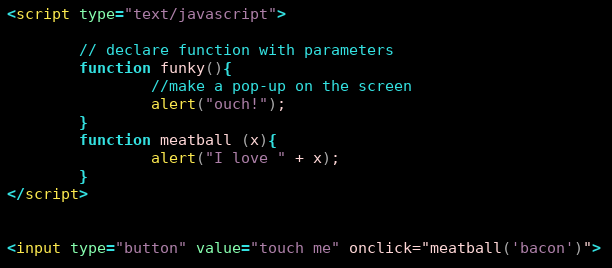 <script type="text/javascript">
// declare function with parameters
function funky(){
//make a pop-up on the screen
alert("ouch!");
}
function meatball (x){
alert("I love " + x);
}
</script>
<input type="button" value="touch me" onclick="meatball('bacon')">